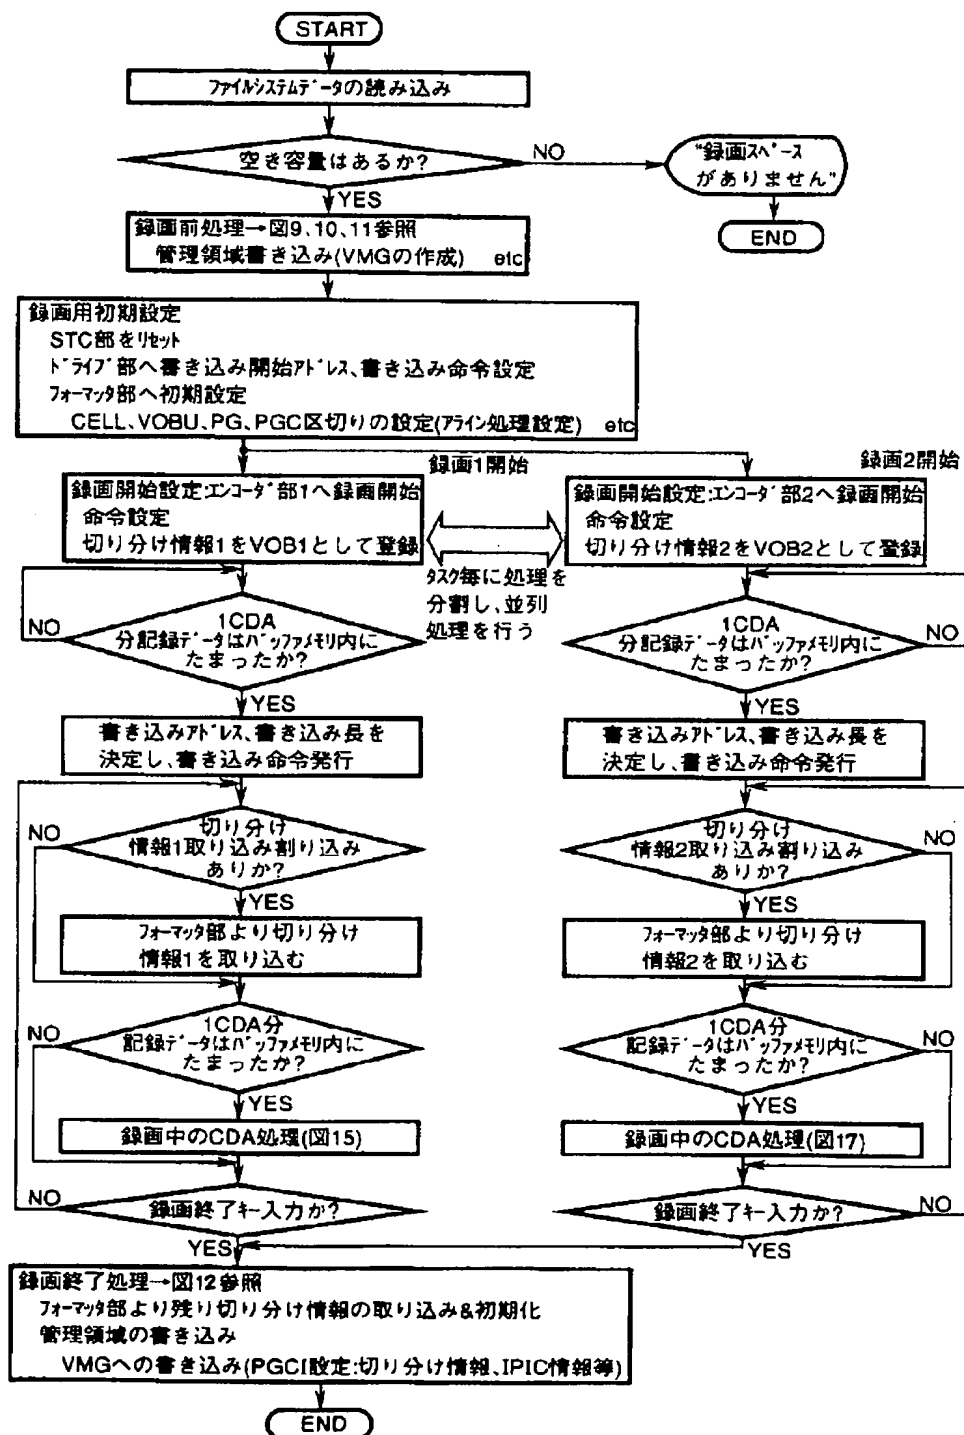 START
ファイルシステムデータの読み込み
空き容量はあるか?
NO
"録画スペース
がありません"
END
YES
録画前処理→図9、10、11参照
管理領域書き込み(VMGの作成) etc
録画用初期設定
STC部をリセット
ドライブ部へ書き込み開始アドレス、書き込み命令設定
フォーマッタ部へ初期設定
CELL、VOBU、PG、PGC区切りの設定(アライン処理設定) etc
録画1開始
録画2開始
録画開始設定:エンコーダ部1へ録画開始
命令設定
切り分け情報1をVOB1として登録
タスク毎に処理を
分割し、並列
処理を行う
録画開始設定:エンコーダ部2へ録画開始
命令設定
切り分け情報2をVOB2として登録
NO
1CDA
分記録データはバッファメモリ内に
たまったか?
YES
1CDA
分記録データはバッファメモリ内に
たまったか?
NO
YES
書き込みアドレス、書き込み長を
決定し、書き込み命令発行
書き込みアドレス、書き込み長を
決定し、書き込み命令発行
NO
切り分け
情報1取り込み割り込み
ありか?
YES
切り分け
情報2取り込み割り込み
ありか?
NO
YES
フォーマッタ部より切り分け
情報1を取り込む
フォーマッタ部より切り分け
情報2を取り込む
NO
1CDA分
記録データはバッファメモリ内に
たまったか?
YES
1CDA分
記録データはバッファメモリ内に
たまったか?
NO
YES
録画中のCDA処理(図15)
録画中のCDA処理(図17)
NO
録画終了キー入力か?
YES
録画終了キー入力か?
NO
YES
録画終了処理→図12参照
フォーマッタ部より残り切り分け情報の取り込み&初期化
管理領域の書き込み
VMGへの書き込み(PGCI設定:切り分け情報、IPIC情報等)
END